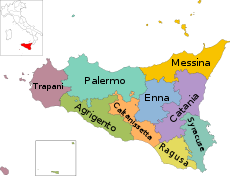 Messina
Palermo
Trapani
Enna
Catania
Agrigento
Caltanissetta
Syracuse
Ragusa